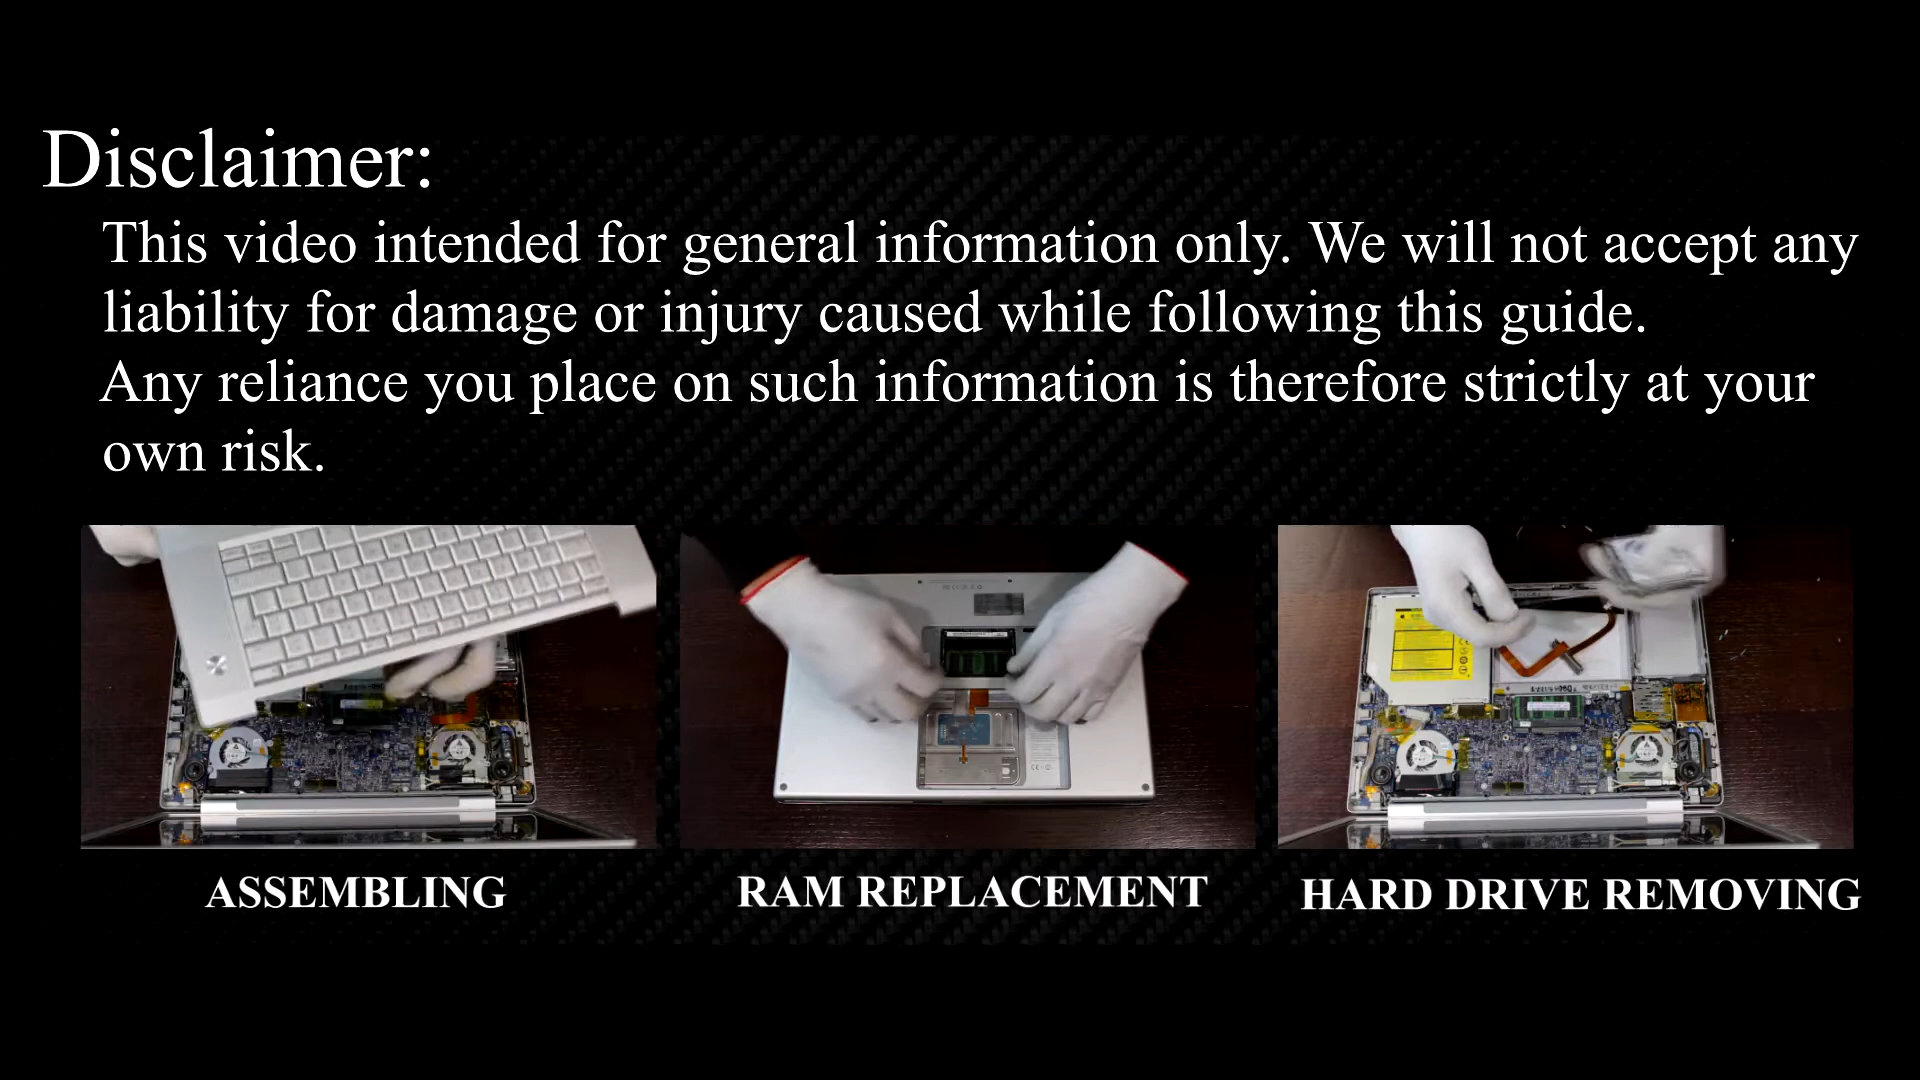 Disclaimer:
This video intended for general information only. We will not accept any
liability for damage or injury caused while following this guide.
Any reliance you place on such information is therefore strictly at your
own risk.
ASSEMBLING
RAM REPLACEMENT
HARD DRIVE REMOVING